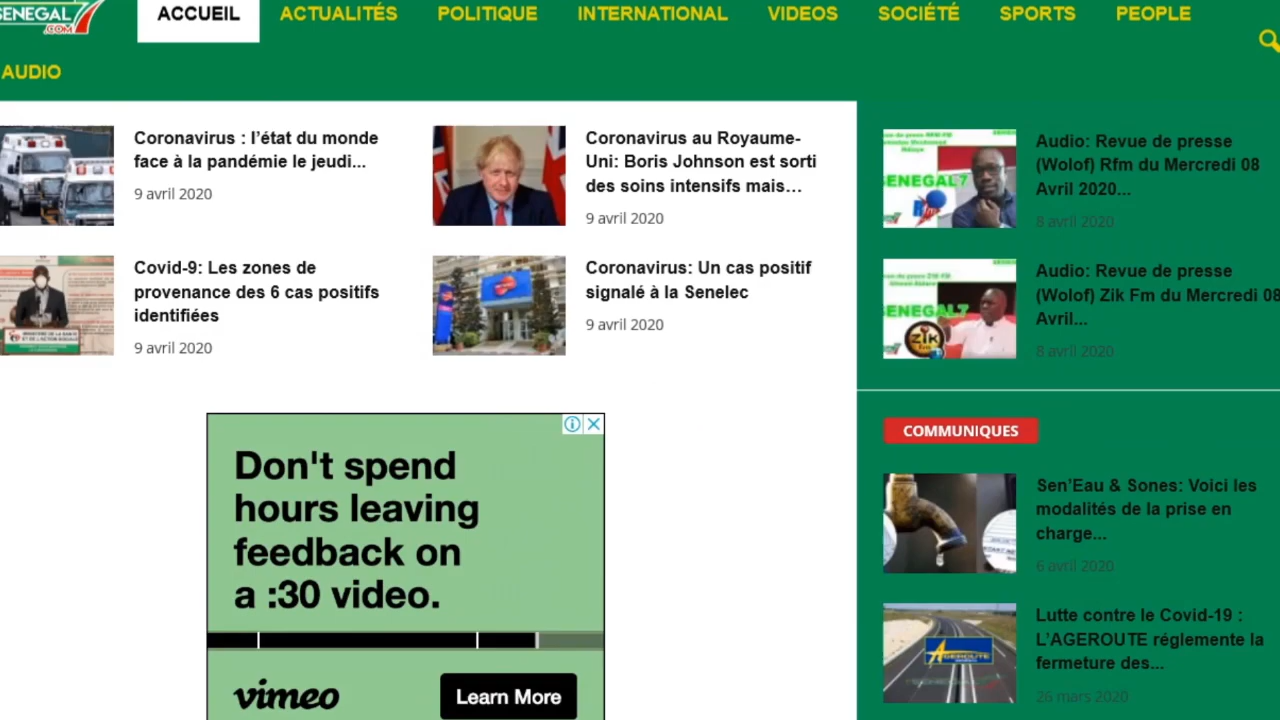 SENEGAL7
.COM
ACCUEIL
ACTUALITÉS
POLITIQUE
INTERNATIONAL
VIDEOS
SOCIÉTÉ
SPORTS
PEOPLE
AUDIO
Coronavirus : l’état du monde
face à la pandémie le jeudi...
9 avril 2020
Coronavirus au Royaume-
Uni: Boris Johnson est sorti
des soins intensifs mais...
9 avril 2020
Covid-9: Les zones de
provenance des 6 cas positifs
identifiées
9 avril 2020
Coronavirus: Un cas positif
signalé à la Senelec
9 avril 2020
Don't spend
hours leaving
feedback on
a :30 video.
vimeo
Learn More
SENEGAL7
Audio: Revue de presse
(Wolof) Rfm du Mercredi 08
Avril 2020...
8 avril 2020
SENEGAL7
ZIK
Audio: Revue de presse
(Wolof) Zik Fm du Mercredi 08
Avril...
8 avril 2020
COMMUNIQUES
Sen’Eau & Sones: Voici les
modalités de la prise en
charge...
6 avril 2020
AGEROUTE
Lutte contre le Covid-19 :
L’AGEROUTE réglemente la
fermeture des...
26 mars 2020